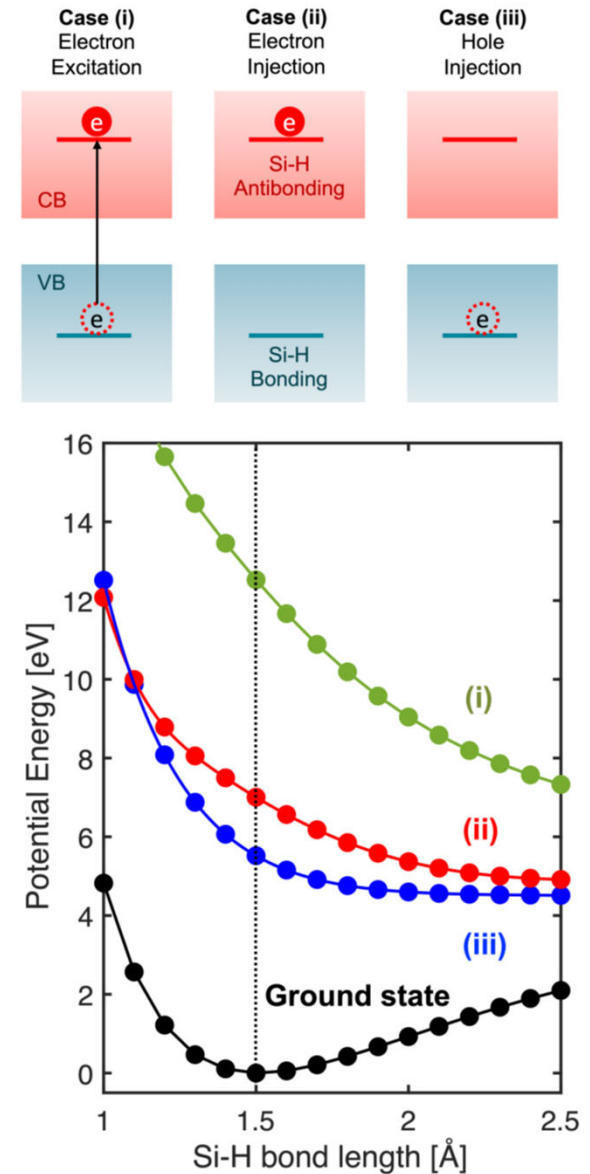 Case (i)
Electron
Excitation
Case (ii)
Electron
Injection
Case (iii)
Hole
Injection
e
CB
e
Si-H
Antibonding
VB
e
Si-H
Bonding
e
16
14
12
10
8
6
4
2
0
Potential Energy [eV]
(i)
(ii)
(iii)
Ground state
1
1.5
2
2.5
Si-H bond length [Å]